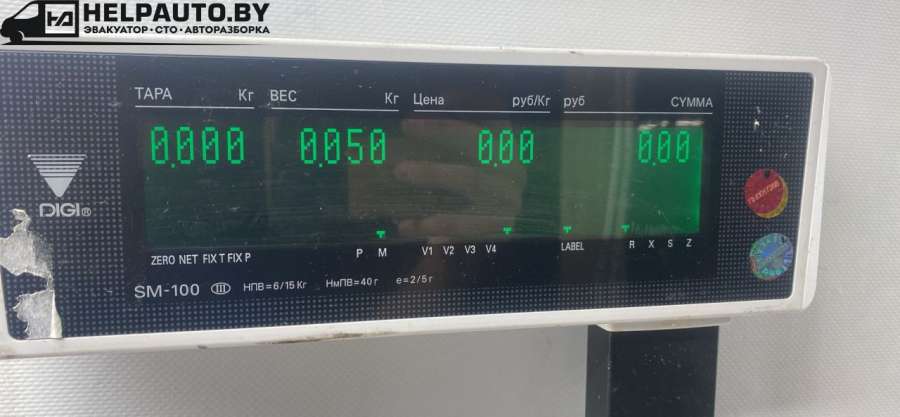 HELPAUTO.BY
ЭВАКУАТОР·СТО·АВТОРАЗБОРКА
ТАРА Кг ВЕС Кг Цена руб/Кг руб СУММА
0.000 0.050 0.00 0.00
DIGI®
P M V1 V2 V3 V4 LABEL R X S Z
ZERO NET FIX T FIX P
SM-100 III НПВ=6/15 Кг НмПВ=40 г e=2/5 г